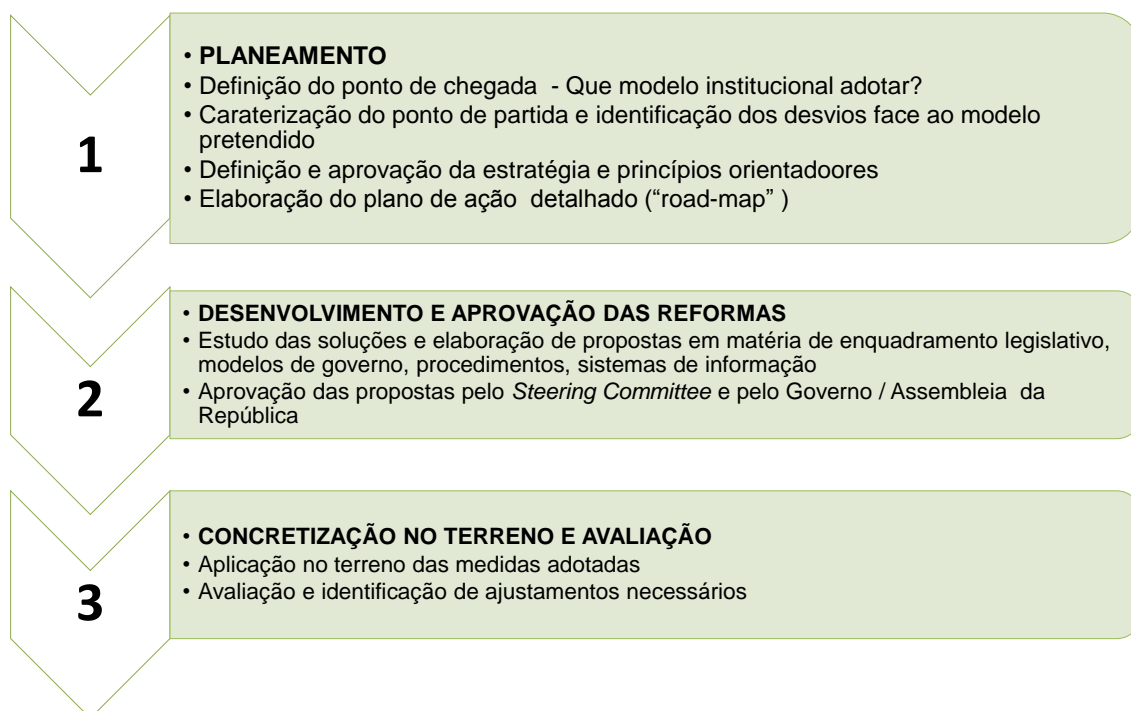 1
• PLANEAMENTO
• Definição do ponto de chegada - Que modelo institucional adotar?
• Caraterização do ponto de partida e identificação dos desvios face ao modelo
pretendido
• Definição e aprovação da estratégia e princípios orientadoores
• Elaboração do plano de ação detalhado (“road-map” )
2
• DESENVOLVIMENTO E APROVAÇÃO DAS REFORMAS
• Estudo das soluções e elaboração de propostas em matéria de enquadramento legislativo,
modelos de governo, procedimentos, sistemas de informação
• Aprovação das propostas pelo Steering Committee e pelo Governo / Assembleia da
República
3
• CONCRETIZAÇÃO NO TERRENO E AVALIAÇÃO
• Aplicação no terreno das medidas adotadas
• Avaliação e identificação de ajustamentos necessários